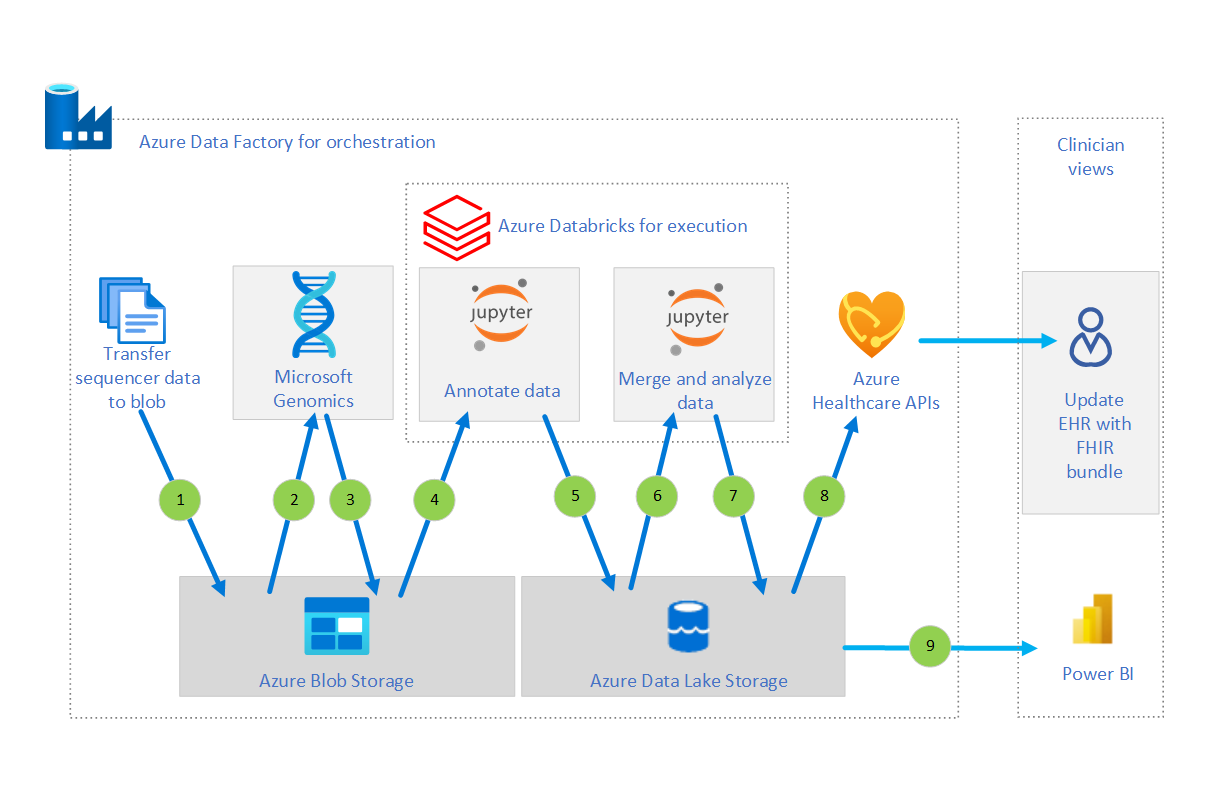 Azure Data Factory for orchestration
Clinician
views
Azure Databricks for execution
Transfer
sequencer data
to blob
Microsoft
Genomics
jupyter
Annotate data
jupyter
Merge and analyze
data
Azure
Healthcare APIs
Update
EHR with
FHIR
bundle
1
2
3
4
5
6
7
8
Azure Blob Storage
Azure Data Lake Storage
9
Power BI